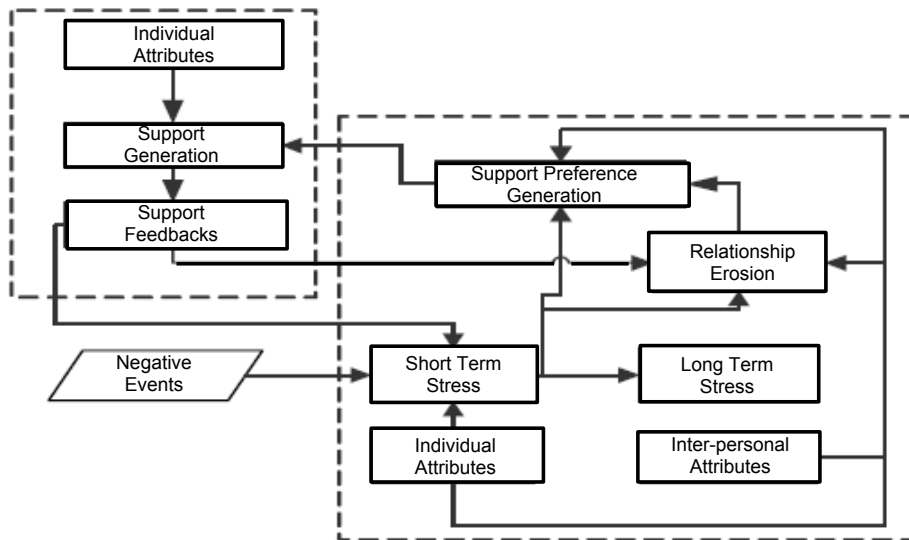 Individual
Attributes
Support
Generation
Support
Feedbacks
Support Preference
Generation
Relationship
Erosion
Negative
Events
Short Term
Stress
Long Term
Stress
Individual
Attributes
Inter-personal
Attributes